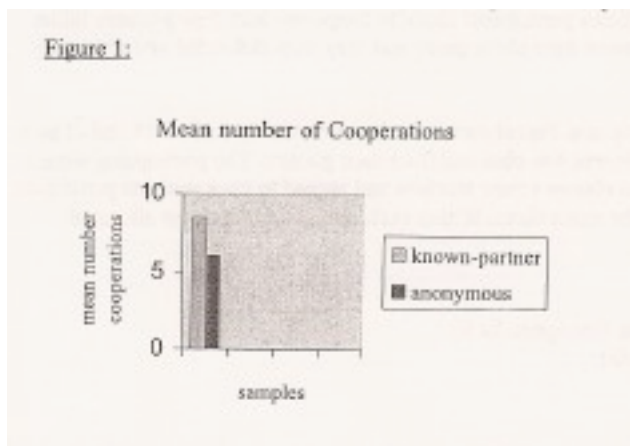 Figure 1:
Mean number of Cooperations
10
5
0
mean number
cooperations
samples
known-partner
anonymous